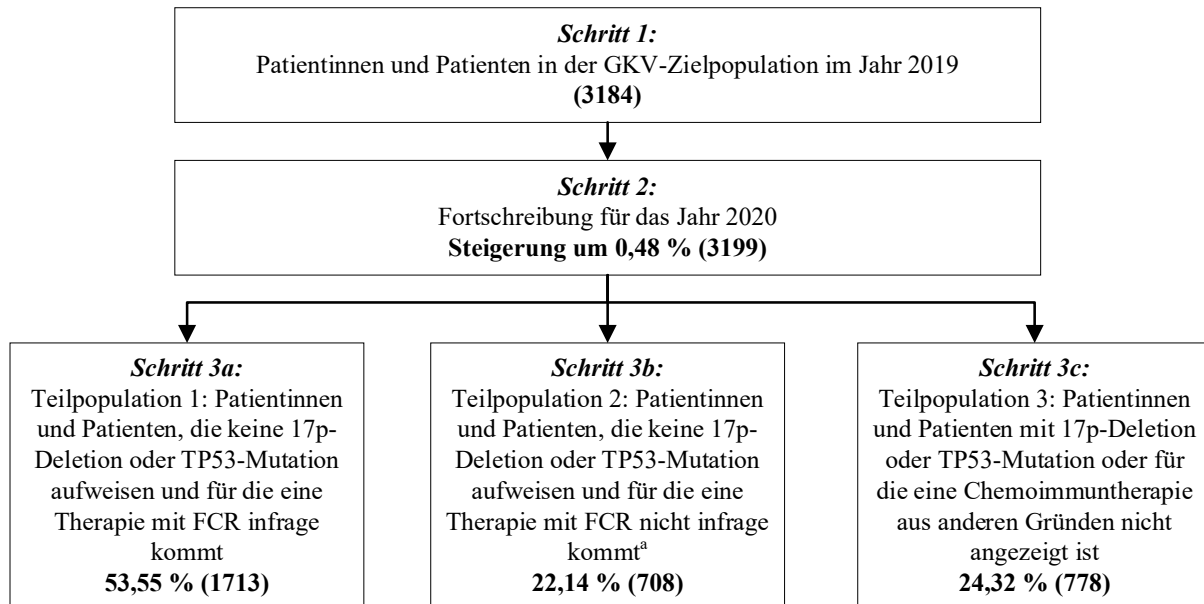 Schritt 1:
Patientinnen und Patienten in der GKV-Zielpopulation im Jahr 2019
(3184)
Schritt 2:
Fortschreibung für das Jahr 2020
Steigerung um 0,48 % (3199)
Schritt 3a:
Teilpopulation 1: Patientinnen
und Patienten, die keine 17p-
Deletion oder TP53-Mutation
aufweisen und für die eine
Therapie mit FCR infrage
kommt
53,55 % (1713)
Schritt 3b:
Teilpopulation 2: Patientinnen
und Patienten, die keine 17p-
Deletion oder TP53-Mutation
aufweisen und für die eine
Therapie mit FCR nicht infrage
kommtᵃ
22,14 % (708)
Schritt 3c:
Teilpopulation 3: Patientinnen
und Patienten mit 17p-Deletion
oder TP53-Mutation oder für
die eine Chemoimmuntherapie
aus anderen Gründen nicht
angezeigt ist
24,32 % (778)